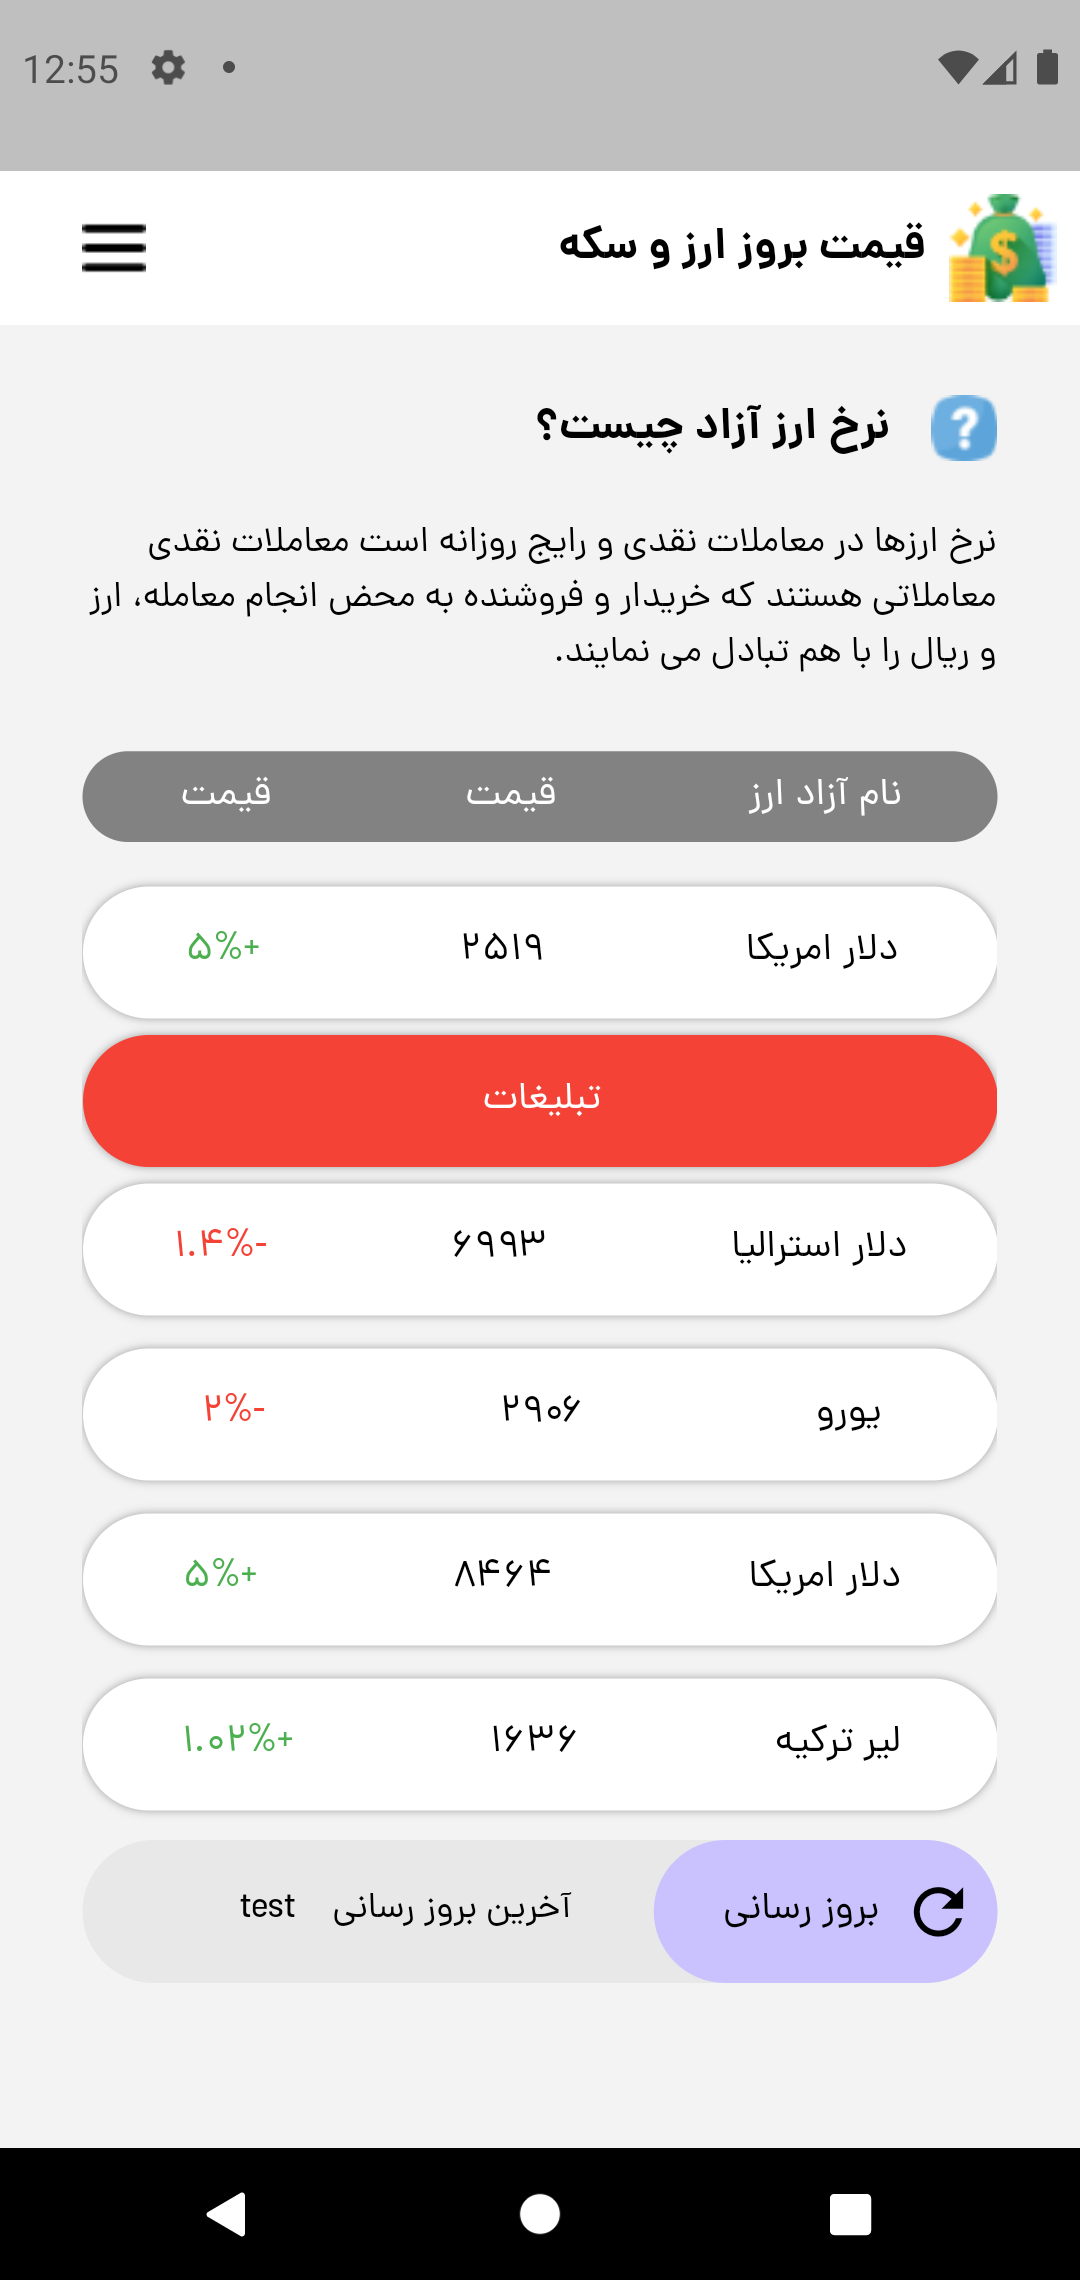 12:55
قیمت بروز ارز و سکه
نرخ ارز آزاد چیست؟
نرخ ارزها در معاملات نقدی و رایج روزانه است معاملات نقدی
معاملاتی هستند که خریدار و فروشنده به محض انجام معامله، ارز
و ریال را با هم تبادل می نمایند.
نام آزاد ارز قیمت قیمت
دلار امریکا ۲۵۱۹ ۵%+
تبلیغات
دلار استرالیا ۶۹۹۳ ۱.۴%-
یورو ۲۹۰۶ ۲%-
دلار امریکا ۸۴۶۴ ۵%+
لیر ترکیه ۱۶۳۶ ۱.۰۲%+
بروز رسانی آخرین بروز رسانی test